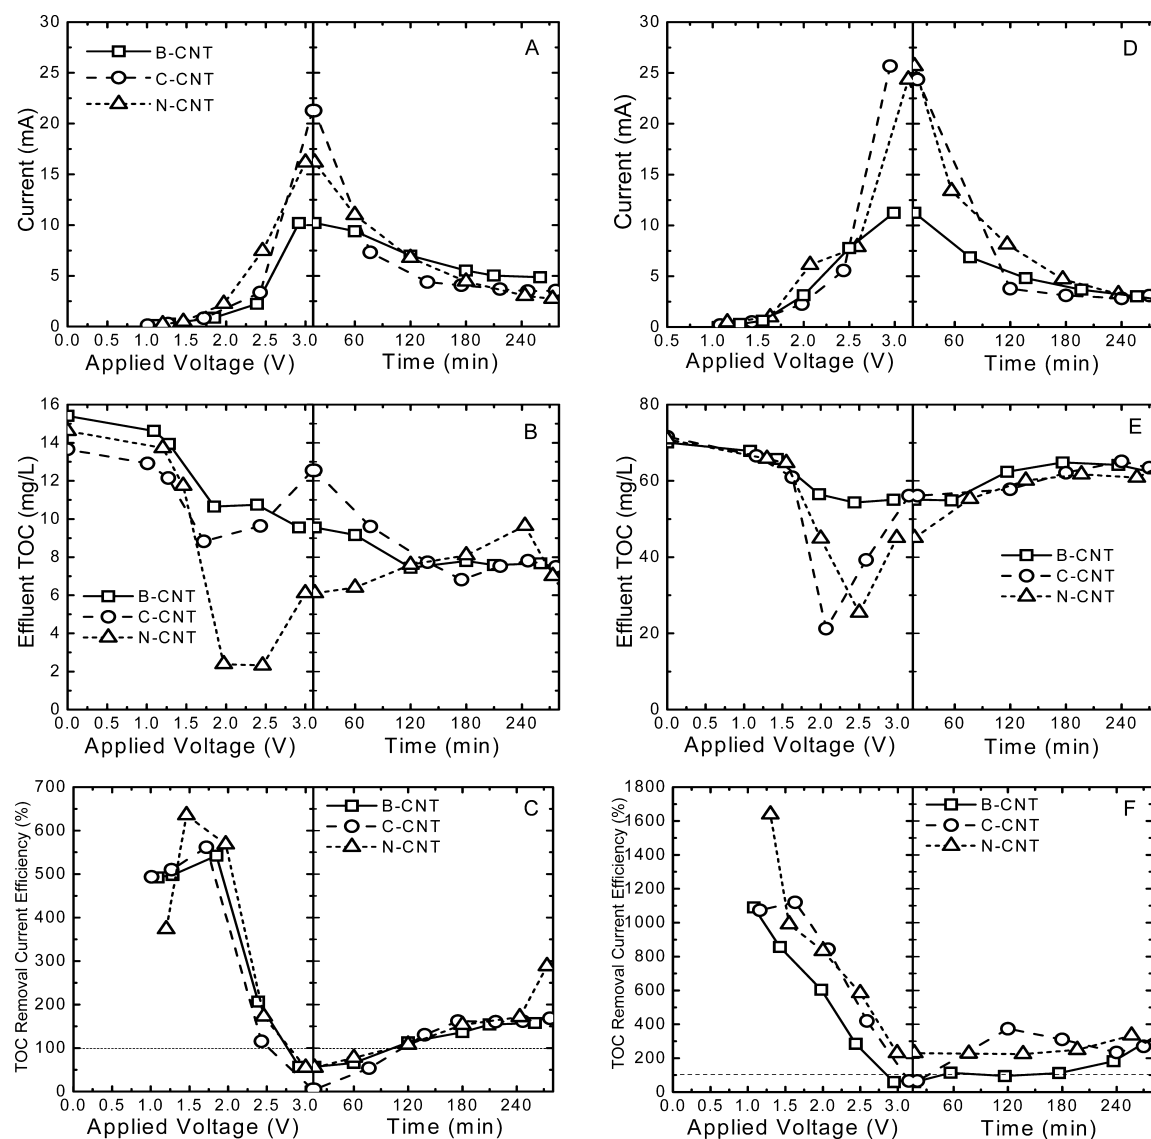 A
Current (mA)
B-CNT
C-CNT
N-CNT
30
25
20
15
10
5
0
0.0 0.5 1.0 1.5 2.0 2.5 3.0 60 120 180 240
Applied Voltage (V) Time (min)
D
Current (mA)
30
25
20
15
10
5
0
0.5 1.0 1.5 2.0 2.5 3.0 60 120 180 240
Applied Voltage (V) Time (min)
B
Effluent TOC (mg/L)
16
14
12
10
8
6
4
2
0
B-CNT
C-CNT
N-CNT
0.0 0.5 1.0 1.5 2.0 2.5 3.0 60 120 180 240
Applied Voltage (V) Time (min)
E
Effluent TOC (mg/L)
80
60
40
20
0
B-CNT
C-CNT
N-CNT
0.0 0.5 1.0 1.5 2.0 2.5 3.0 60 120 180 240
Applied Voltage (V) Time (min)
C
TOC Removal Current Efficiency (%)
700
600
500
400
300
200
100
0
B-CNT
C-CNT
N-CNT
0.0 0.5 1.0 1.5 2.0 2.5 3.0 60 120 180 240
Applied Voltage (V) Time (min)
F
TOC Removal Current Efficiency (%)
1800
1600
1400
1200
1000
800
600
400
200
0
B-CNT
C-CNT
N-CNT
0.0 0.5 1.0 1.5 2.0 2.5 3.0 60 120 180 240
Applied Voltage (V) Time (min)